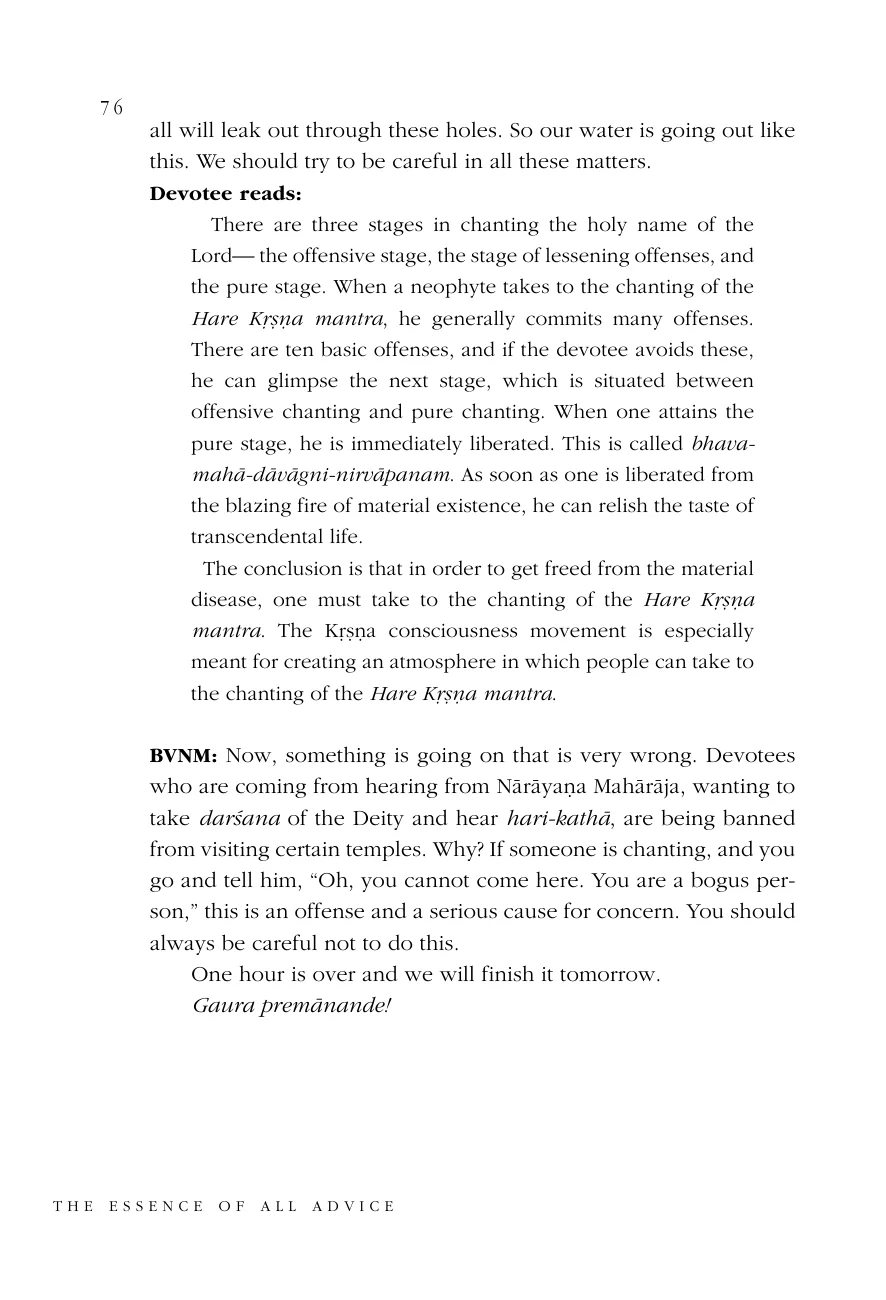 76
all will leak out through these holes. So our water is going out like
this. We should try to be careful in all these matters.
Devotee reads:
There are three stages in chanting the holy name of the
Lord— the offensive stage, the stage of lessening offenses, and
the pure stage. When a neophyte takes to the chanting of the
Hare Kṛṣṇa mantra, he generally commits many offenses.
There are ten basic offenses, and if the devotee avoids these,
he can glimpse the next stage, which is situated between
offensive chanting and pure chanting. When one attains the
pure stage, he is immediately liberated. This is called bhava-
mahā-dāvāgni-nirvāpanam. As soon as one is liberated from
the blazing fire of material existence, he can relish the taste of
transcendental life.
The conclusion is that in order to get freed from the material
disease, one must take to the chanting of the Hare Kṛṣṇa
mantra. The Kṛṣṇa consciousness movement is especially
meant for creating an atmosphere in which people can take to
the chanting of the Hare Kṛṣṇa mantra.
BVNM: Now, something is going on that is very wrong. Devotees
who are coming from hearing from Nārāyaṇa Mahārāja, wanting to
take darśana of the Deity and hear hari-kathā, are being banned
from visiting certain temples. Why? If someone is chanting, and you
go and tell him, “Oh, you cannot come here. You are a bogus per-
son,” this is an offense and a serious cause for concern. You should
always be careful not to do this.
One hour is over and we will finish it tomorrow.
Gaura premānande!
THE ESSENCE OF ALL ADVICE